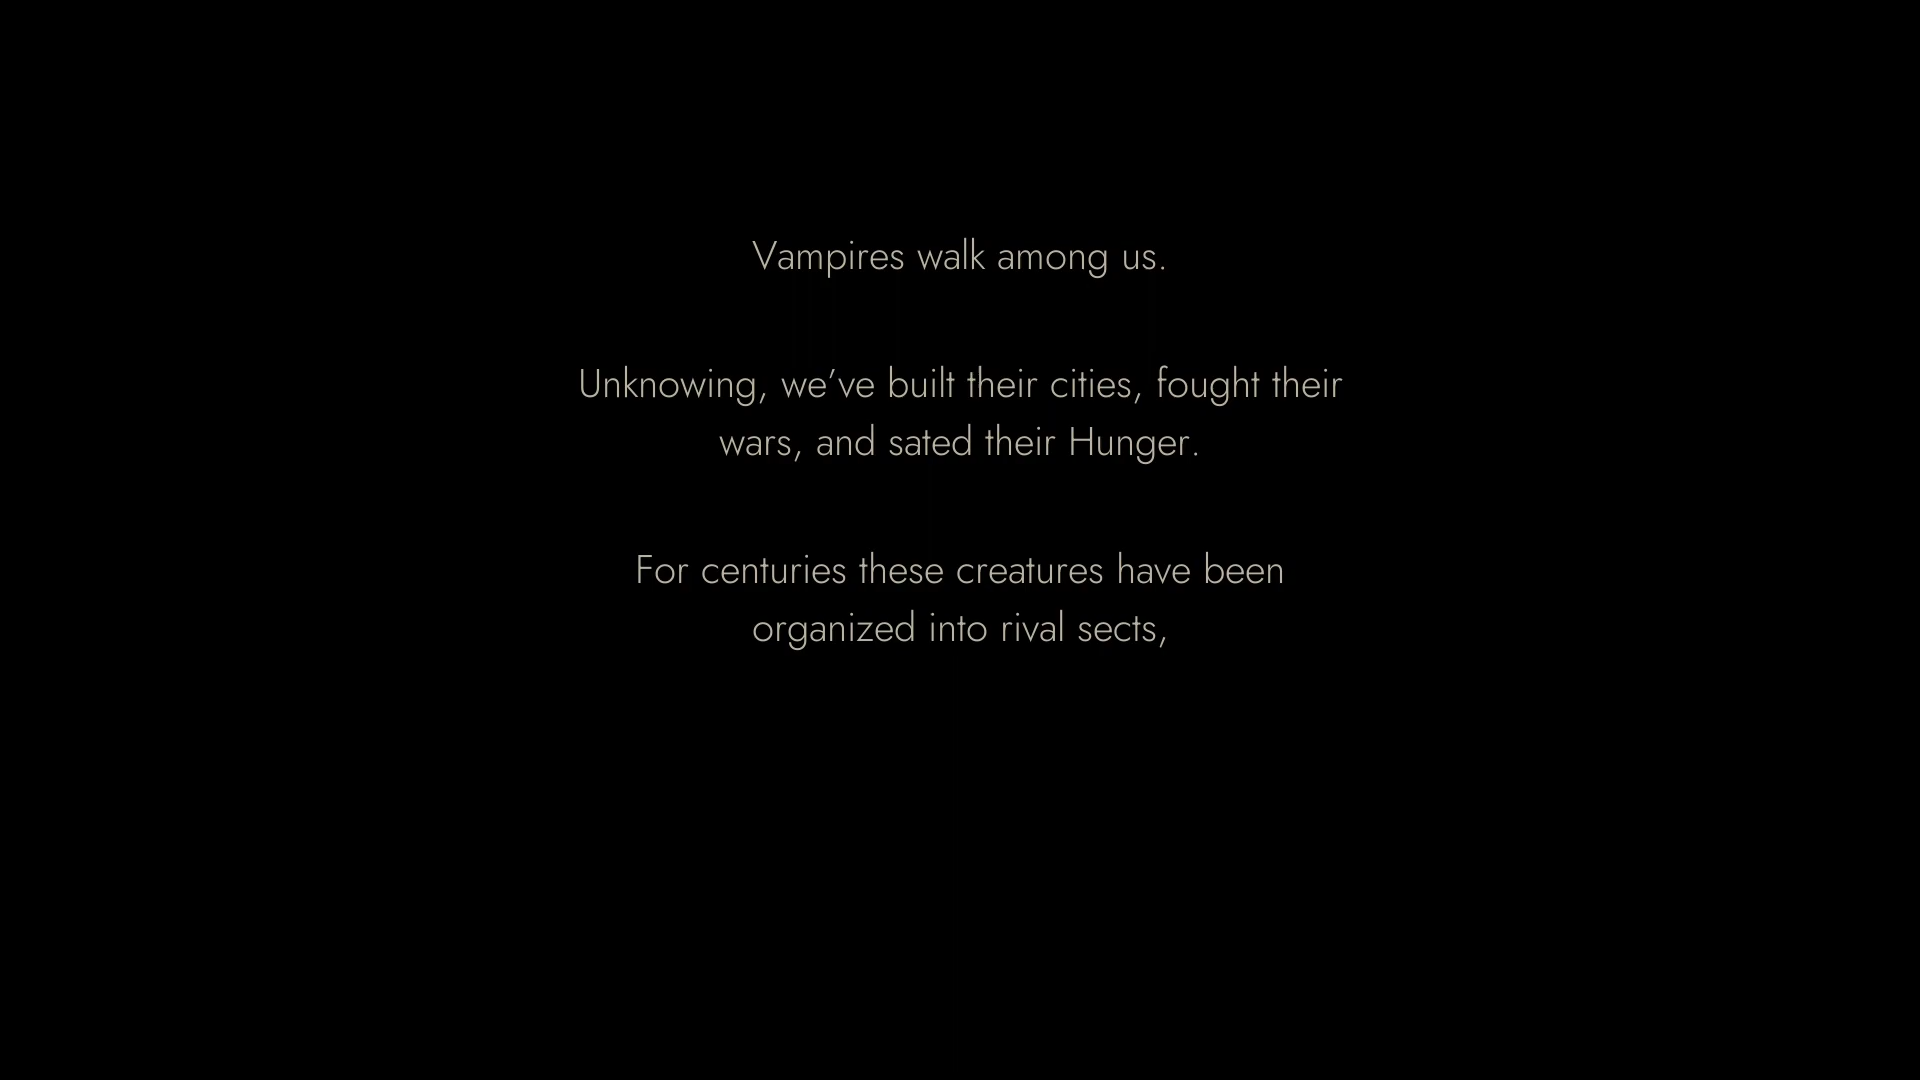 Vampires walk among us.
Unknowing, we’ve built their cities, fought their
wars, and sated their Hunger.
For centuries these creatures have been
organized into rival sects,